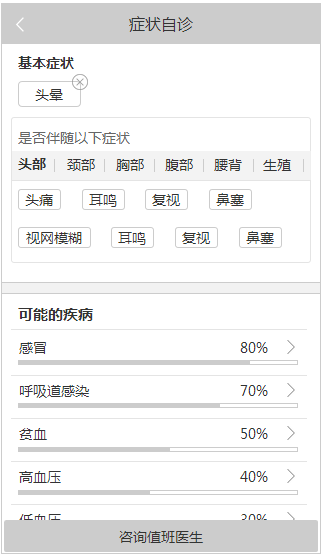 症状自诊
基本症状
头晕
是否伴随以下症状
头部 颈部 胸部 腹部 腰背 生殖
头痛 耳鸣 复视 鼻塞
视网模糊 耳鸣 复视 鼻塞
可能的疾病
感冒 80%
呼吸道感染 70%
贫血 50%
高血压 40%
低血压 30%
咨询值班医生